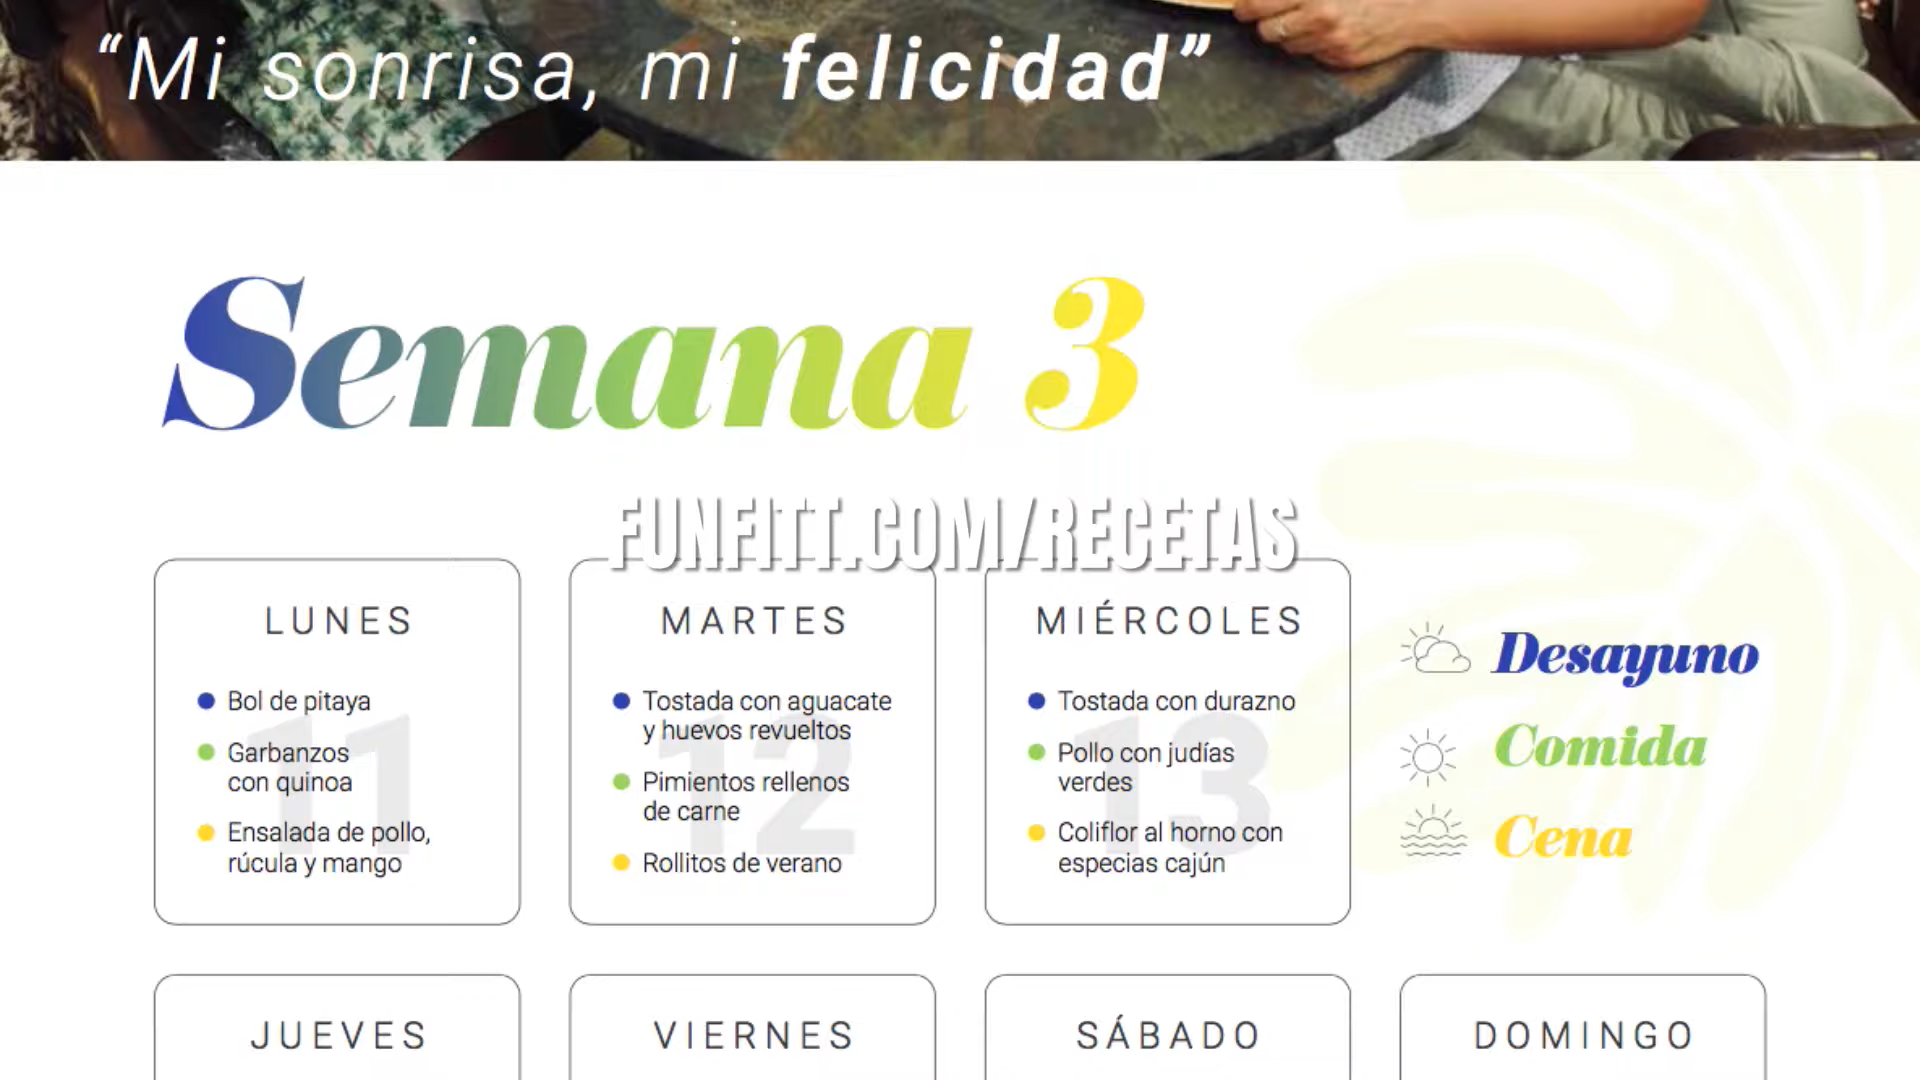 “Mi sonrisa, mi felicidad”
Semana 3
FUNFITT.COM/RECETAS
LUNES
11
Bol de pitaya
Garbanzos
con quinoa
Ensalada de pollo,
rúcula y mango
MARTES
12
Tostada con aguacate
y huevos revueltos
Pimientos rellenos
de carne
Rollitos de verano
MIÉRCOLES
13
Tostada con durazno
Pollo con judías
verdes
Coliflor al horno con
especias cajún
Desayuno
Comida
Cena
JUEVES
VIERNES
SÁBADO
DOMINGO